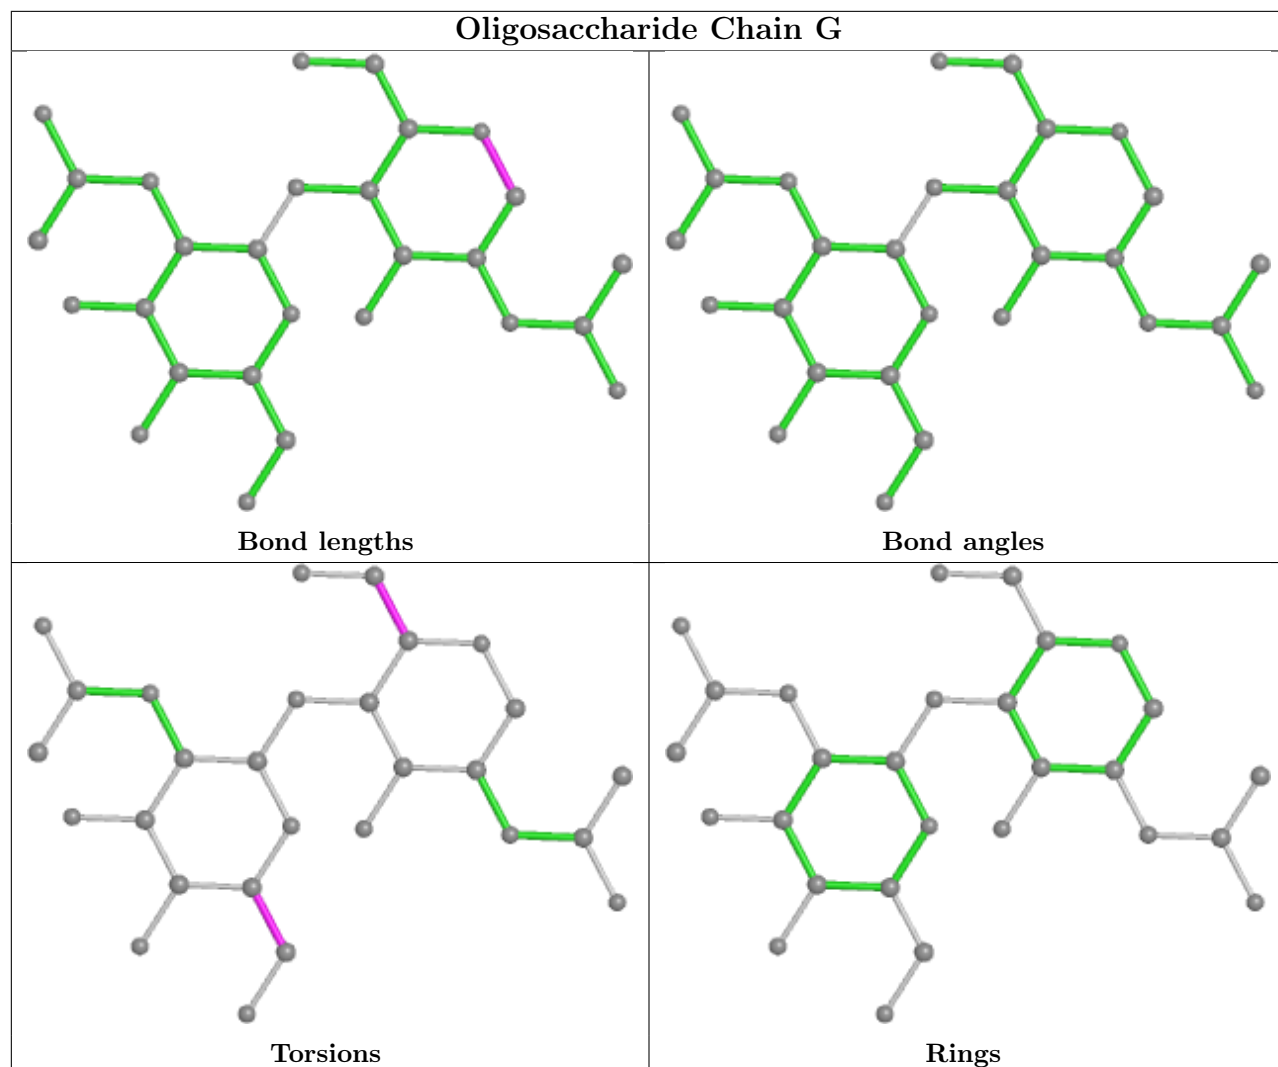 Oligosaccharide Chain G
Bond lengths
Bond angles
Torsions
Rings